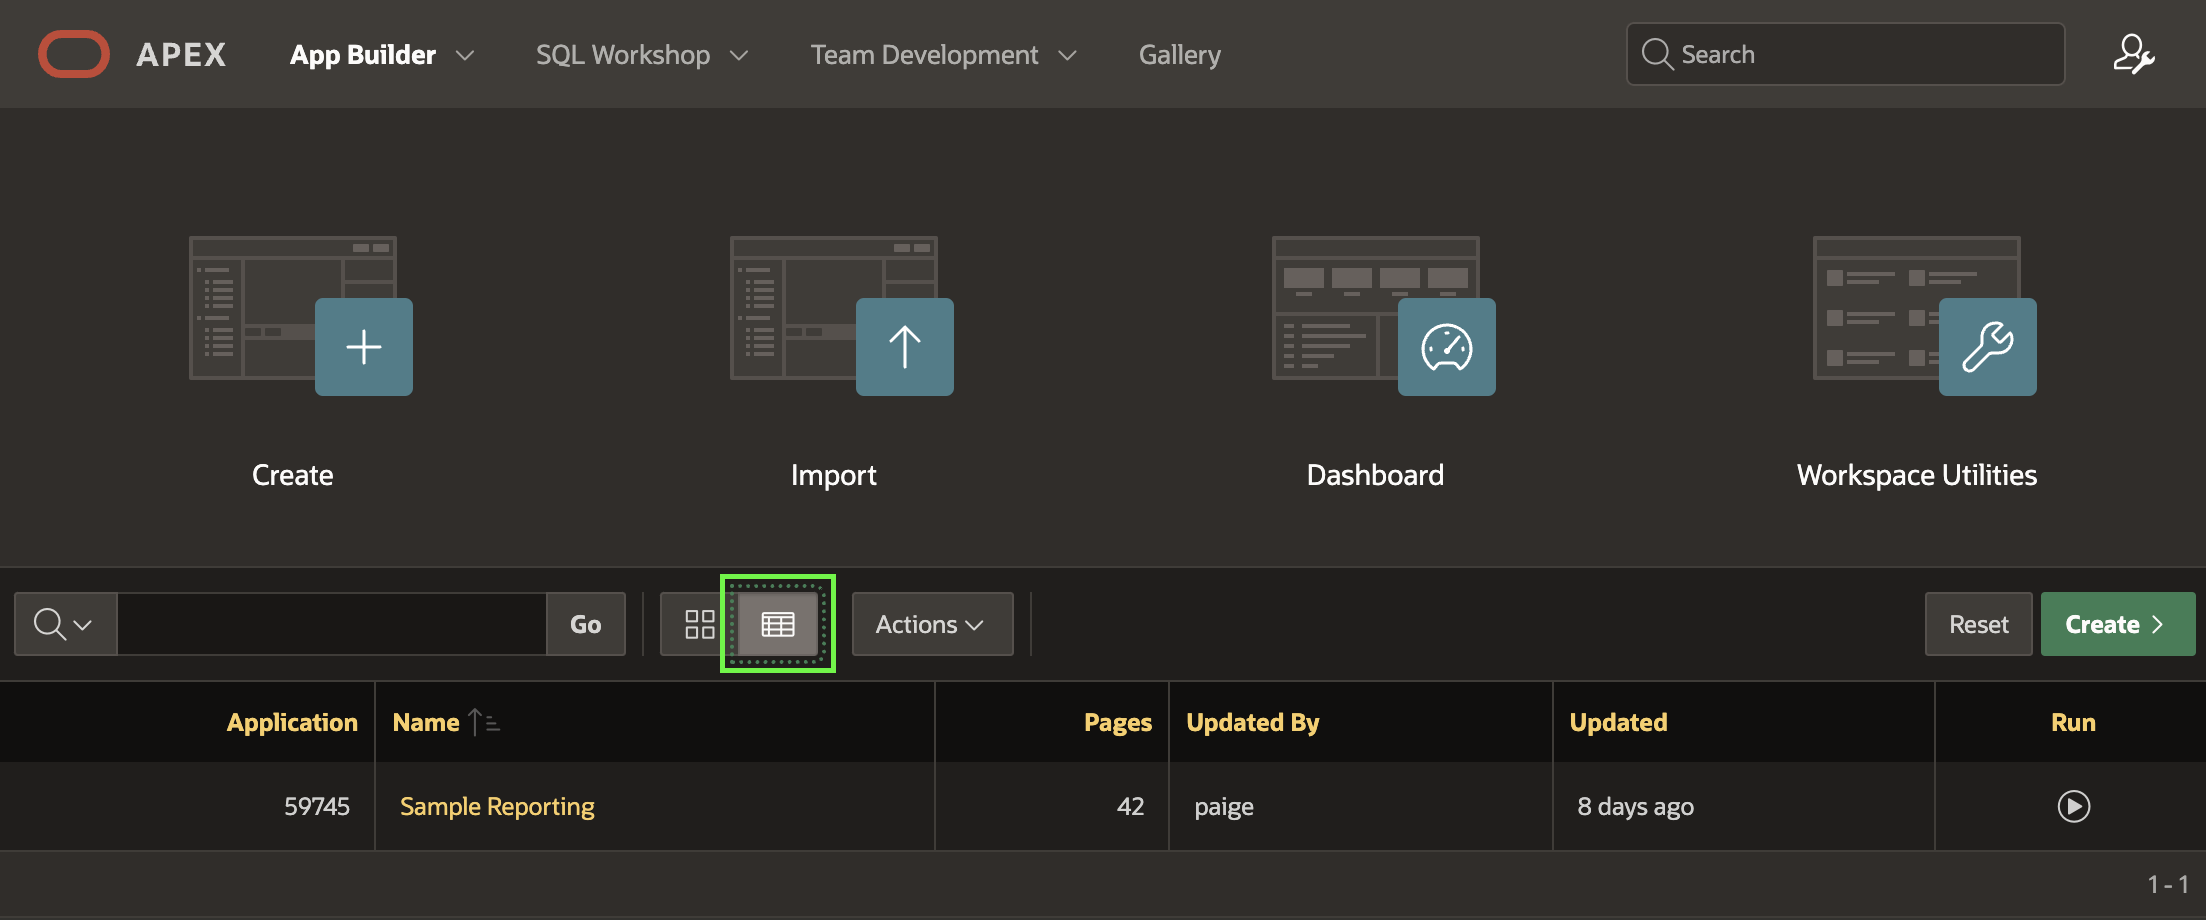 APEX App Builder SQL Workshop Team Development Gallery Search
Create Import Dashboard Workspace Utilities
Go Actions Reset Create
Application Name Pages Updated By Updated Run
59745 Sample Reporting 42 paige 8 days ago
1 - 1